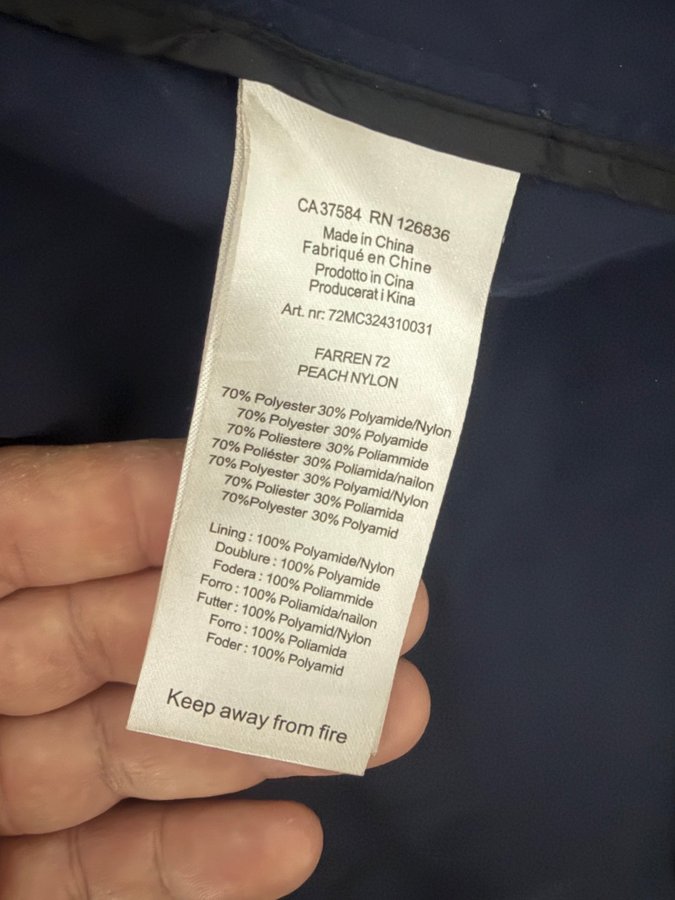 CA37584 RN 126836
Made in China
Fabriqué en Chine
Prodotto in Cina
Producerat i Kina
Art. nr: 72MC324310031
FARREN 72
PEACH NYLON
70% Polyester 30% Polyamide/Nylon
70% Polyester 30% Polyamide
70% Poliestere 30% Poliammide
70% Poliéster 30% Poliamida/nailon
70% Polyester 30% Polyamid/Nylon
70% Poliester 30% Poliamida
70%Polyester 30% Polyamid
Lining : 100% Polyamide/Nylon
Doublure : 100% Polyamide
Fodera : 100% Poliammide
Forro : 100% Poliamida/nailon
Futter : 100% Polyamid/Nylon
Forro : 100% Poliamida
Foder : 100% Polyamid
Keep away from fire